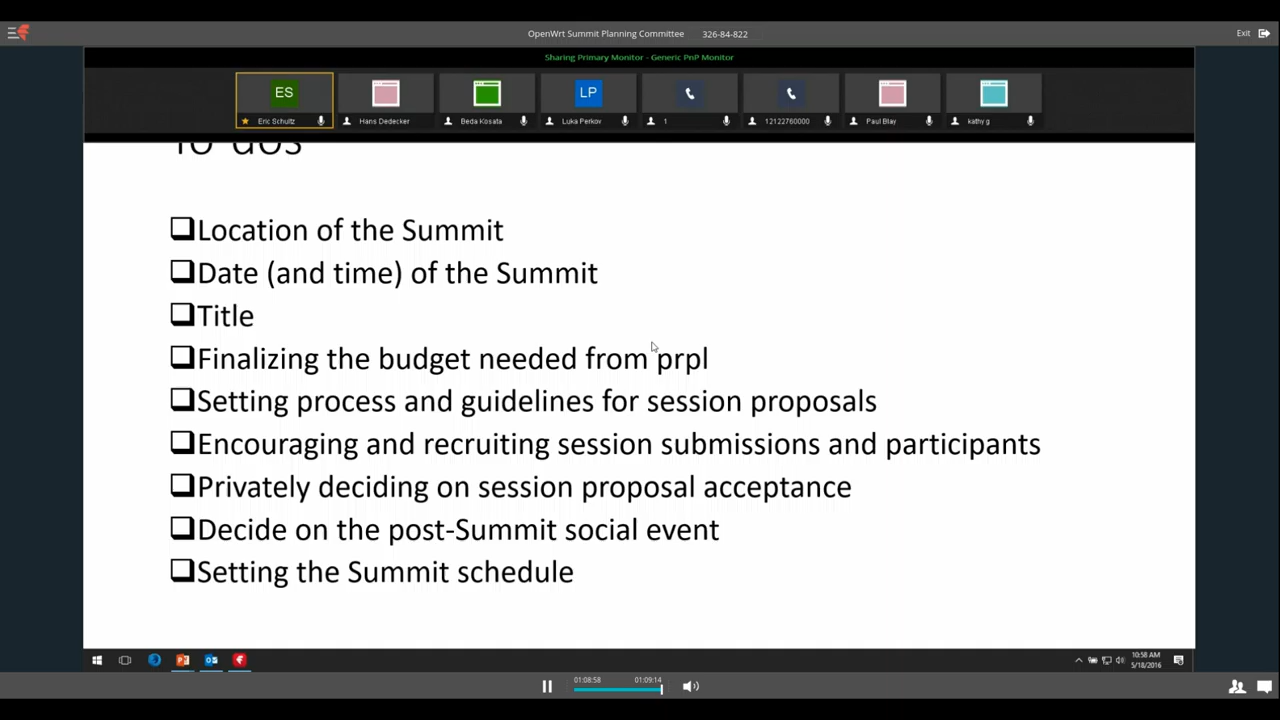 OpenWrt Summit Planning Committee 326-84-822 Exit
Sharing Primary Monitor - Generic PnP Monitor
ES LP
Eric Schultz Hans Dedecker Beda Kosata Luka Perkov 1 12122760000 Paul Blay kathy g
To-dos
Location of the Summit
Date (and time) of the Summit
Title
Finalizing the budget needed from prpl
Setting process and guidelines for session proposals
Encouraging and recruiting session submissions and participants
Privately deciding on session proposal acceptance
Decide on the post-Summit social event
Setting the Summit schedule
10:58 AM
5/18/2016
01:08:58 01:09:14